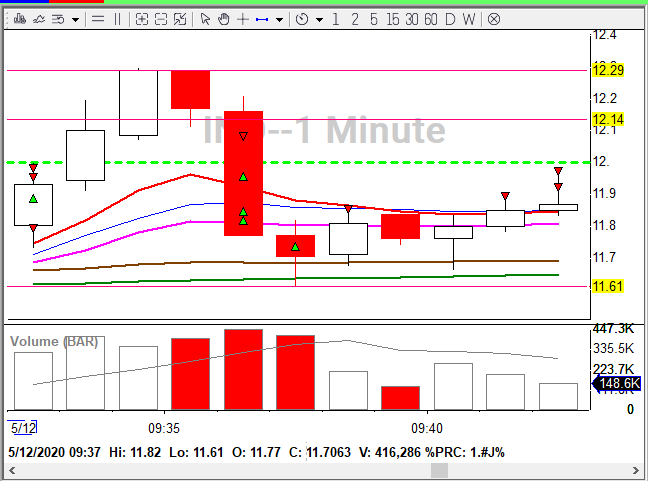 1 2 5 15 30 60 D W
12.4
12.29
12.2
12.14
12.1
12.
11.9
11.8
11.7
11.61
--1 Minute
Volume (BAR)
447.3K
335.5K
223.7K
148.6K
0
5/12 09:35 09:40
5/12/2020 09:37 Hi: 11.82 Lo: 11.61 O: 11.77 C: 11.7063 V: 416,286 %PRC: 1.#J%